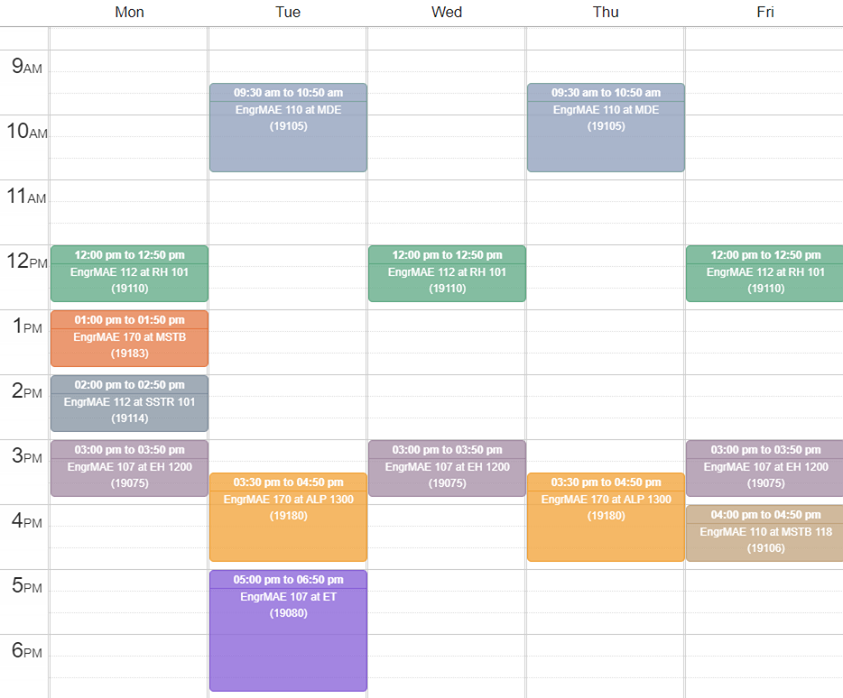 Mon Tue Wed Thu Fri
9AM
09:30 am to 10:50 am
EngrMAE 110 at MDE
(19105)
09:30 am to 10:50 am
EngrMAE 110 at MDE
(19105)
10AM
11AM
12PM
12:00 pm to 12:50 pm
EngrMAE 112 at RH 101
(19110)
12:00 pm to 12:50 pm
EngrMAE 112 at RH 101
(19110)
12:00 pm to 12:50 pm
EngrMAE 112 at RH 101
(19110)
1PM
01:00 pm to 01:50 pm
EngrMAE 170 at MSTB
(19183)
2PM
02:00 pm to 02:50 pm
EngrMAE 112 at SSTR 101
(19114)
3PM
03:00 pm to 03:50 pm
EngrMAE 107 at EH 1200
(19075)
03:30 pm to 04:50 pm
EngrMAE 170 at ALP 1300
(19180)
03:00 pm to 03:50 pm
EngrMAE 107 at EH 1200
(19075)
03:30 pm to 04:50 pm
EngrMAE 170 at ALP 1300
(19180)
03:00 pm to 03:50 pm
EngrMAE 107 at EH 1200
(19075)
4PM
04:00 pm to 04:50 pm
EngrMAE 110 at MSTB 118
(19106)
5PM
05:00 pm to 06:50 pm
EngrMAE 107 at ET
(19080)
6PM